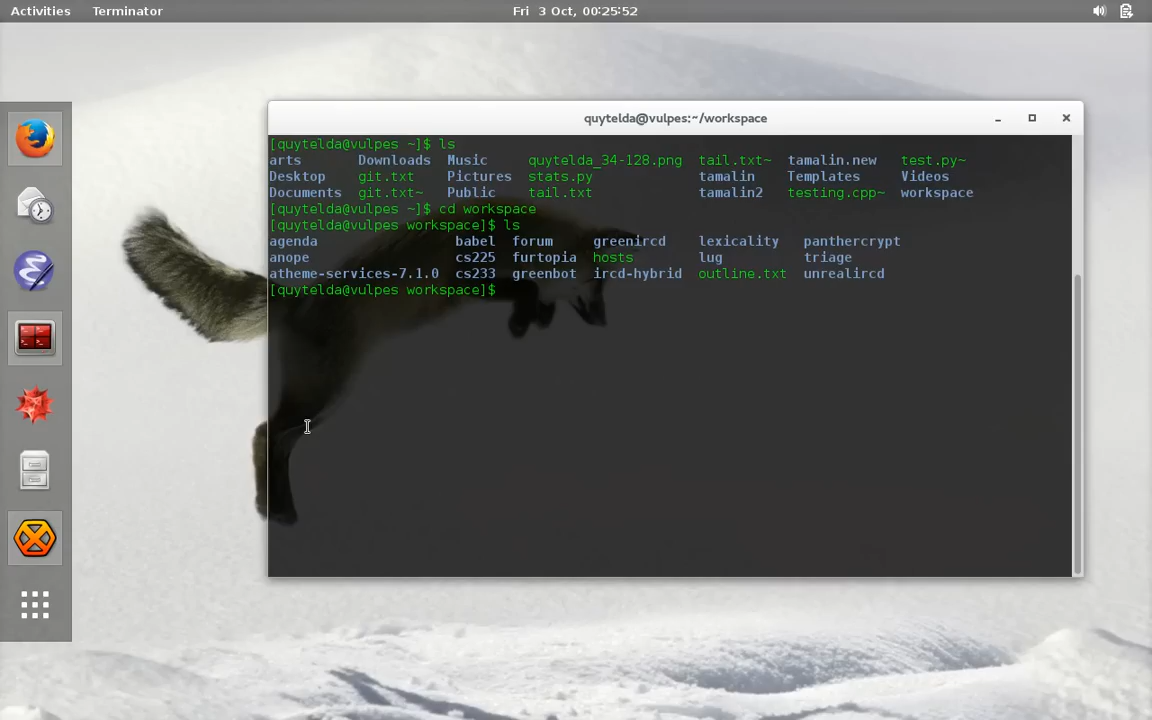 Activities Terminator Fri 3 Oct, 00:25:52
quytelda@vulpes:~/workspace
[quytelda@vulpes ~]$ ls
arts Downloads Music quytelda_34-128.png tail.txt~ tamalin.new test.py~
Desktop git.txt Pictures stats.py tamalin Templates Videos
Documents git.txt~ Public tail.txt tamalin2 testing.cpp~ workspace
[quytelda@vulpes ~]$ cd workspace
[quytelda@vulpes workspace]$ ls
agenda babel forum greenircd lexicality panthercrypt
anope cs225 furtopia hosts lug triage
atheme-services-7.1.0 cs233 greenbot ircd-hybrid outline.txt unrealircd
[quytelda@vulpes workspace]$